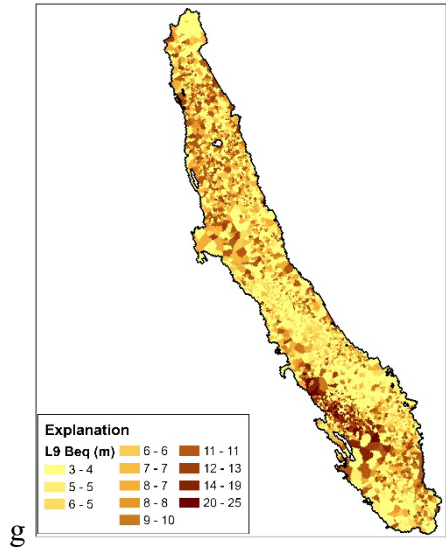 Explanation
L9 Beq (m)
3 - 4
5 - 5
6 - 5
6 - 6
7 - 7
8 - 7
8 - 8
9 - 10
11 - 11
12 - 13
14 - 19
20 - 25
g